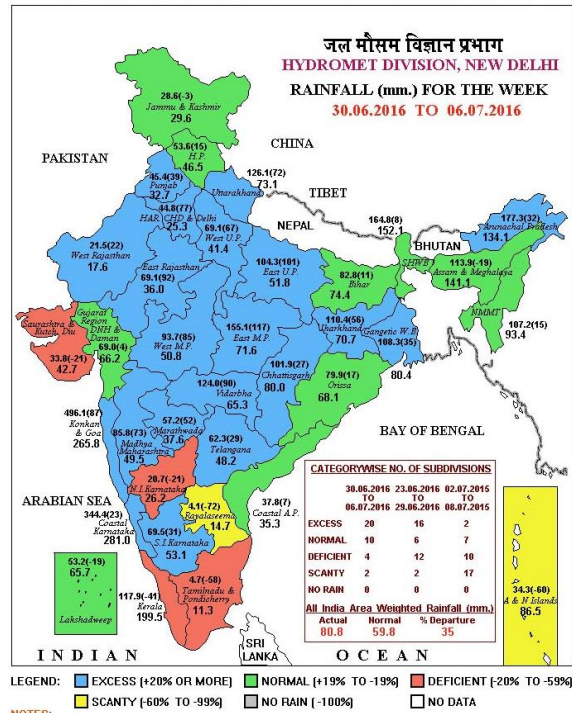 जल मौसम विज्ञान प्रभाग
HYDROMET DIVISION, NEW DELHI
RAINFALL (mm.) FOR THE WEEK
30.06.2016 TO 06.07.2016
28.6(-3)
Jammu & Kashmir
29.6
CHINA
53.6(15)
H.P.
46.5
PAKISTAN
45.4(39)
Punjab
32.7
126.1(72)
Uttarakhand
73.1
TIBET
44.8(77)
HAR. CHD & Delhi
25.3
69.1(67)
West U.P.
41.4
NEPAL
164.8(8)
152.1
SHWB
BHUTAN
177.3(32)
Arunachal Pradesh
134.1
21.5(22)
West Rajasthan
17.6
East Rajasthan
69.1(92)
36.0
104.3(101)
East U.P.
51.8
82.8(11)
Bihar
74.4
113.9(-19)
Assam & Meghalaya
141.1
NMMT
107.2(15)
93.4
Saurashtra &
Kutch, Diu
33.8(-21)
42.7
Gujarat
Region
DNH &
Daman
69.0(4)
66.2
93.7(85)
West M.P.
50.8
155.1(117)
East M.P.
71.6
110.4(56)
Jharkhand
70.7
Gangetic W.B.
108.3(35)
80.4
101.9(27)
Chhattisgarh
80.0
79.9(17)
Orissa
68.1
124.0(90)
Vidarbha
65.3
496.1(87)
Konkan
& Goa
265.8
85.8(73)
Madhya
Maharashtra
49.5
57.2(52)
Marathwada
37.6
62.3(29)
Telangana
48.2
BAY OF BENGAL
ARABIAN SEA
20.7(-21)
N.I.Karnataka
26.2
4.1(-72)
Rayalaseema
14.7
37.8(7)
Coastal A.P.
35.3
344.4(23)
Coastal
Karnataka
281.0
69.5(31)
S.I.Karnataka
53.1
53.2(-19)
65.7
Lakshadweep
117.9(-41)
Kerala
199.5
4.7(-58)
Tamilnadu &
Pondicherry
11.3
34.3(-60)
A & N Islands
86.5
CATEGORYWISE NO. OF SUBDIVISIONS
30.06.2016 23.06.2016 02.07.2015
TO TO TO
06.07.2016 29.06.2016 08.07.2015
EXCESS 20 16 2
NORMAL 10 6 7
DEFICIENT 4 12 10
SCANTY 2 2 17
NO RAIN 0 0 0
All India Area Weighted Rainfall (mm.)
Actual Normal % Departure
80.8 59.8 35
SRI
LANKA
INDIAN OCEAN
LEGEND: EXCESS (+20% OR MORE) NORMAL (+19% TO -19%) DEFICIENT (-20% TO -59%)
SCANTY (-60% TO -99%) NO RAIN (-100%) NO DATA
NOTES: